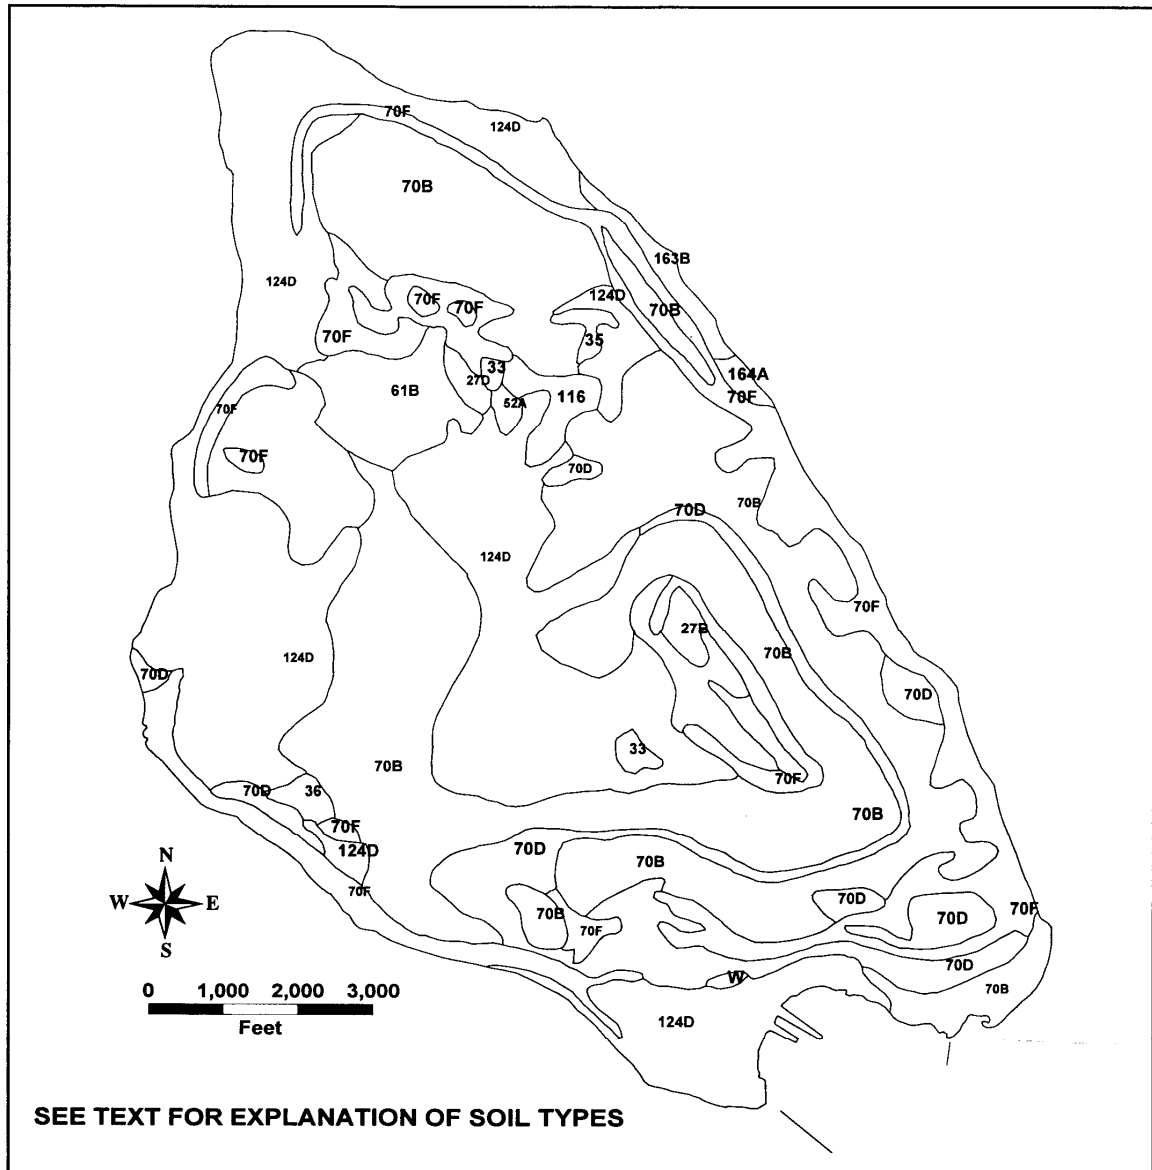 70F
124D
70B
163B
124D
124D
70F
70F
70B
70F
35
33
164A
27D
61B
70F
116
52A
70F
70F
70D
70B
70D
124D
70F
27B
70B
124D
70D
70D
33
70B
70F
70D
36
70B
70F
124D
70D
70B
N
70F
70D
W E
70B
70F
70D
70F
S
70D
W
0 1,000 2,000 3,000
70B
Feet
124D
SEE TEXT FOR EXPLANATION OF SOIL TYPES